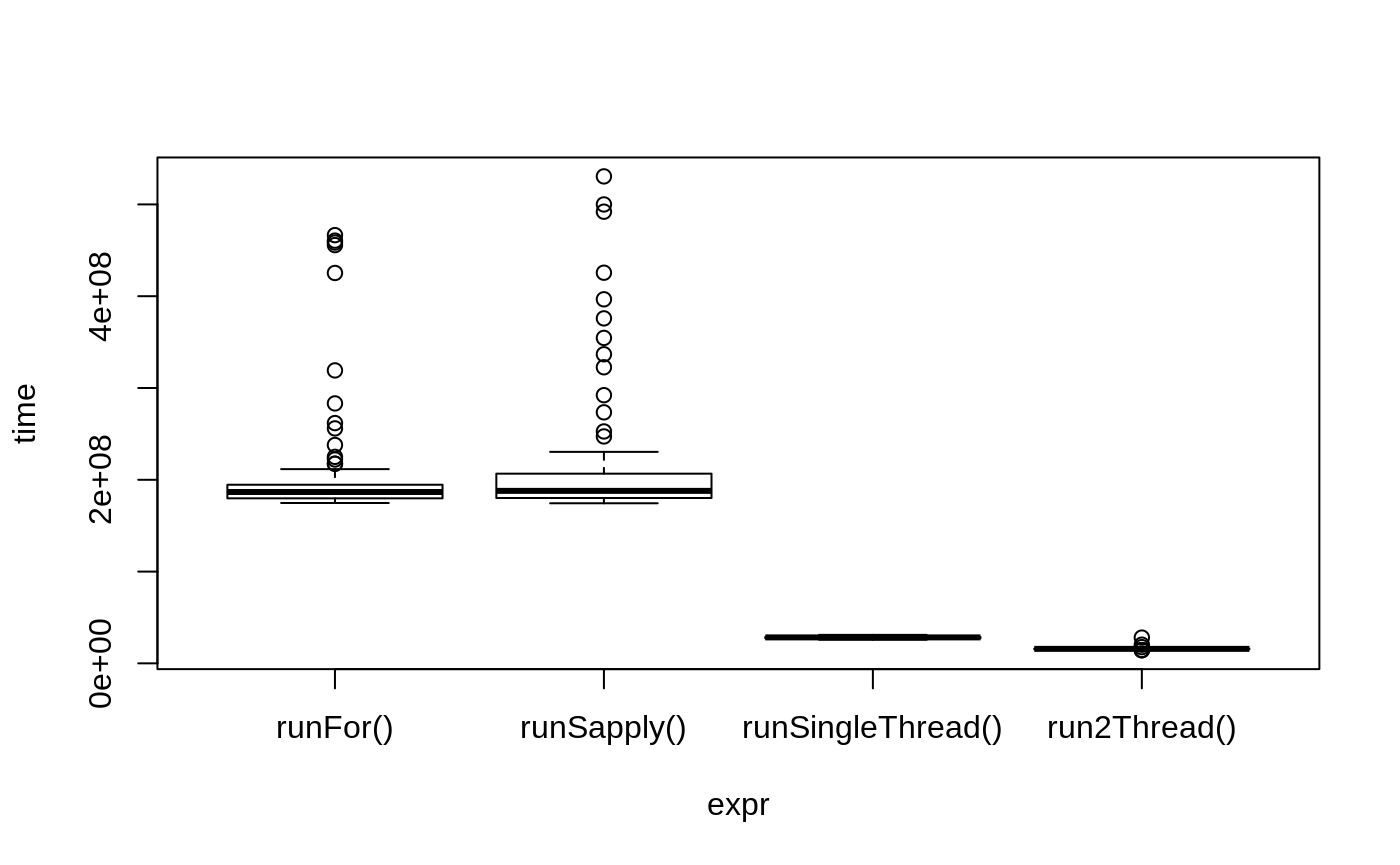 time
4e+08
2e+08
0e+00
runFor() runSapply() runSingleThread() run2Thread()
expr